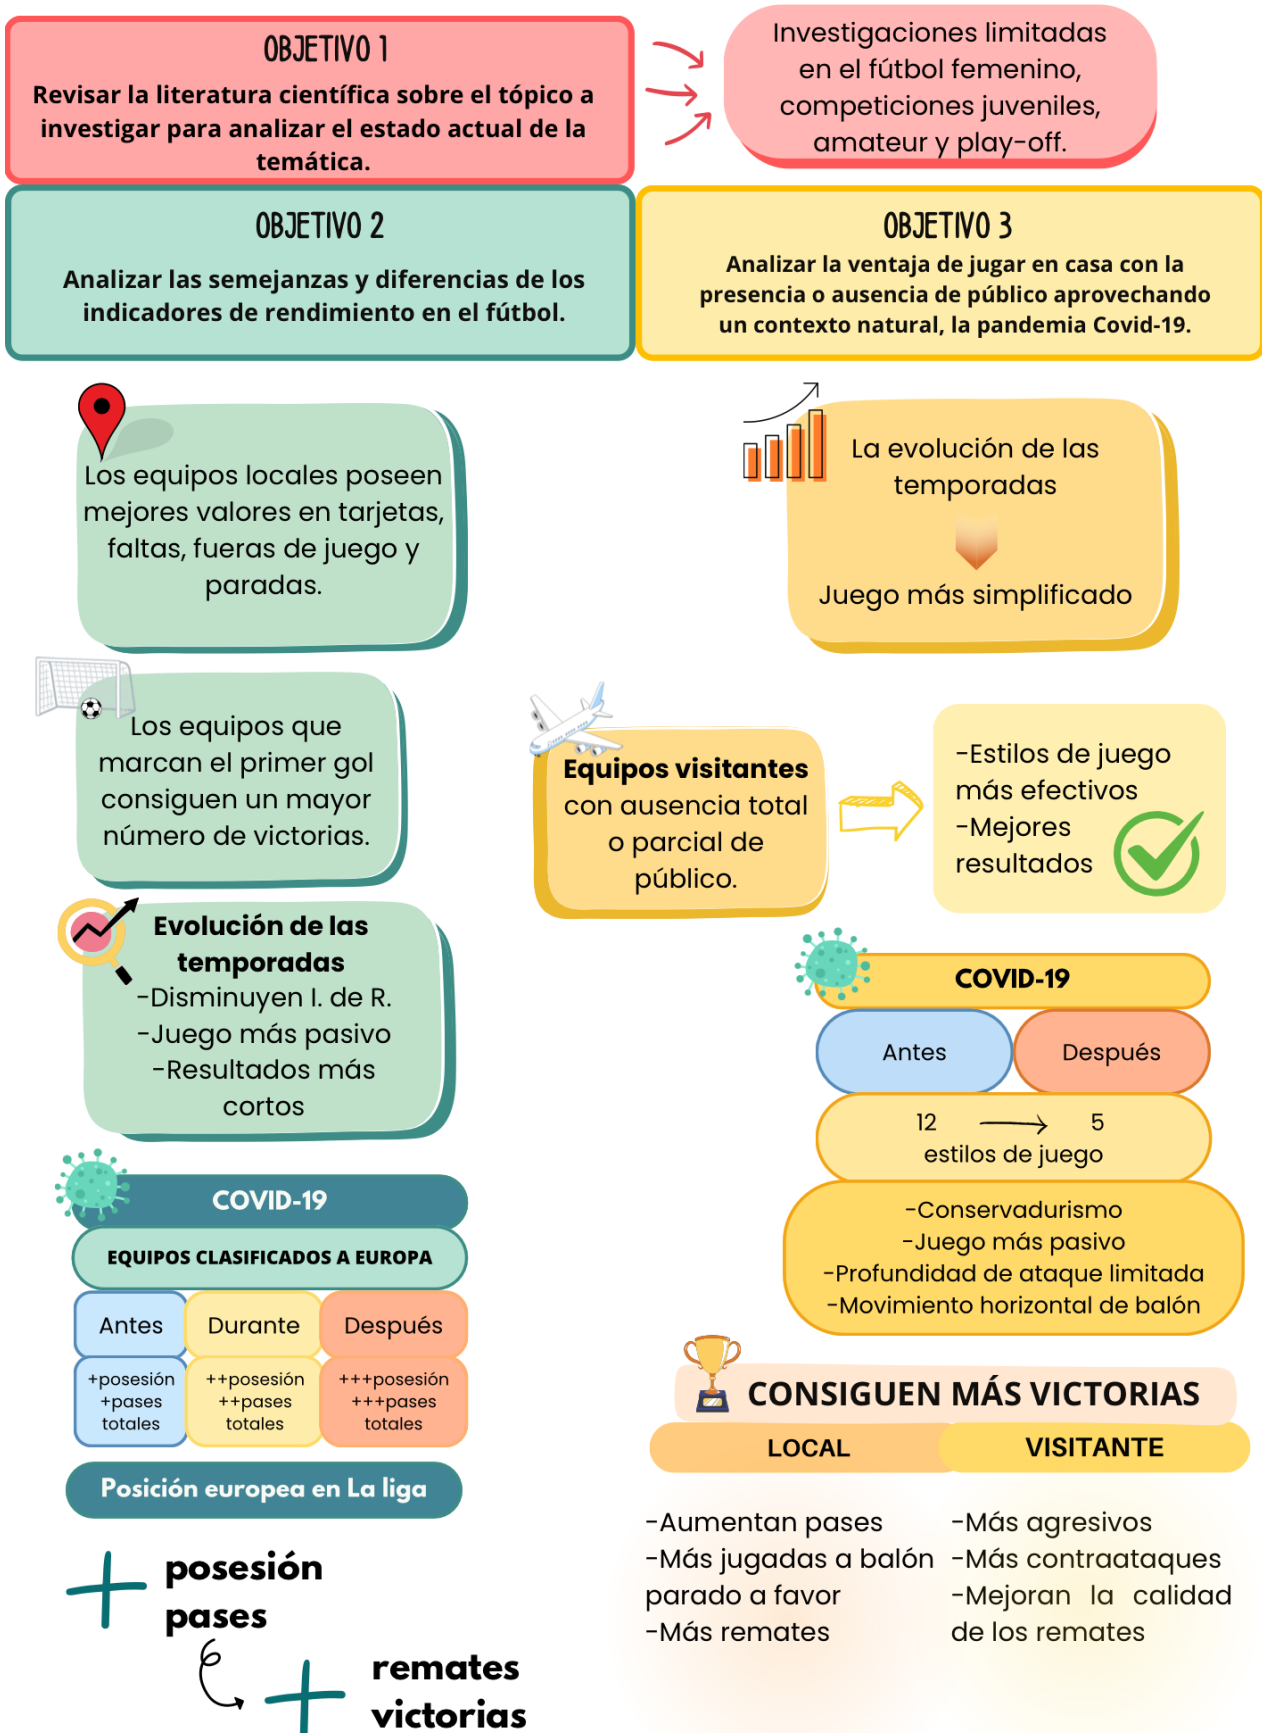 OBJETIVO 1
Revisar la literatura científica sobre el tópico a
investigar para analizar el estado actual de la
temática.
Investigaciones limitadas
en el fútbol femenino,
competiciones juveniles,
amateur y play-off.
OBJETIVO 2
Analizar las semejanzas y diferencias de los
indicadores de rendimiento en el fútbol.
OBJETIVO 3
Analizar la ventaja de jugar en casa con la
presencia o ausencia de público aprovechando
un contexto natural, la pandemia Covid-19.
Los equipos locales poseen
mejores valores en tarjetas,
faltas, fueras de juego y
paradas.
Los equipos que
marcan el primer gol
consiguen un mayor
número de victorias.
Evolución de las
temporadas
-Disminuyen I. de R.
-Juego más pasivo
-Resultados más
cortos
COVID-19
EQUIPOS CLASIFICADOS A EUROPA
Antes
Durante
Después
+posesión
+pases
totales
++posesión
++pases
totales
+++posesión
+++pases
totales
Posición europea en La liga
+ posesión
pases
+ remates
victorias
La evolución de las
temporadas
Juego más simplificado
Equipos visitantes
con ausencia total
o parcial de
público.
-Estilos de juego
más efectivos
-Mejores
resultados
COVID-19
Antes
Después
12 → 5
estilos de juego
-Conservadurismo
-Juego más pasivo
-Profundidad de ataque limitada
-Movimiento horizontal de balón
CONSIGUEN MÁS VICTORIAS
LOCAL
VISITANTE
-Aumentan pases
-Más jugadas a balón
parado a favor
-Más remates
-Más agresivos
-Más contraataques
-Mejoran la calidad
de los remates